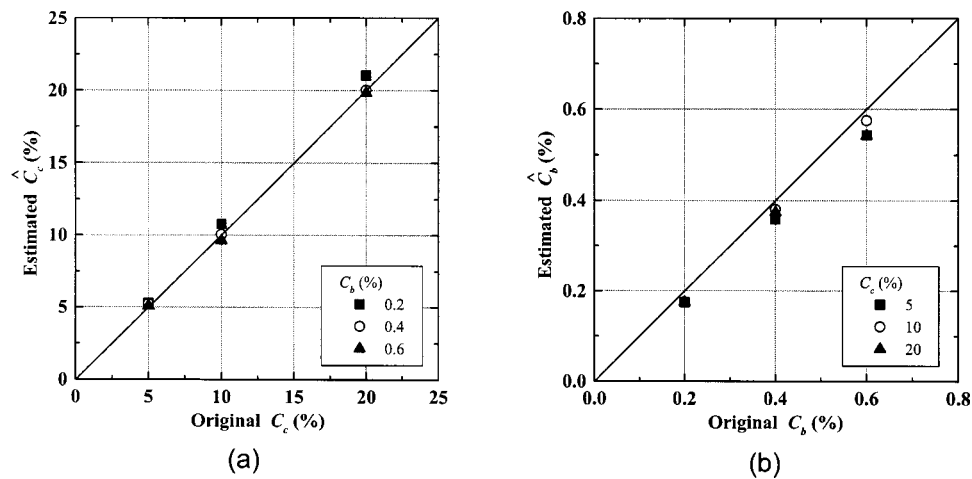 25
20
15
10
5
0
0 5 10 15 20 25
Estimated Ĉc (%)
Original Cc (%)
Cb (%)
0.2
0.4
0.6
(a)
0.8
0.6
0.4
0.2
0.0
0.0 0.2 0.4 0.6 0.8
Estimated Ĉb (%)
Original Cb (%)
Cc (%)
5
10
20
(b)